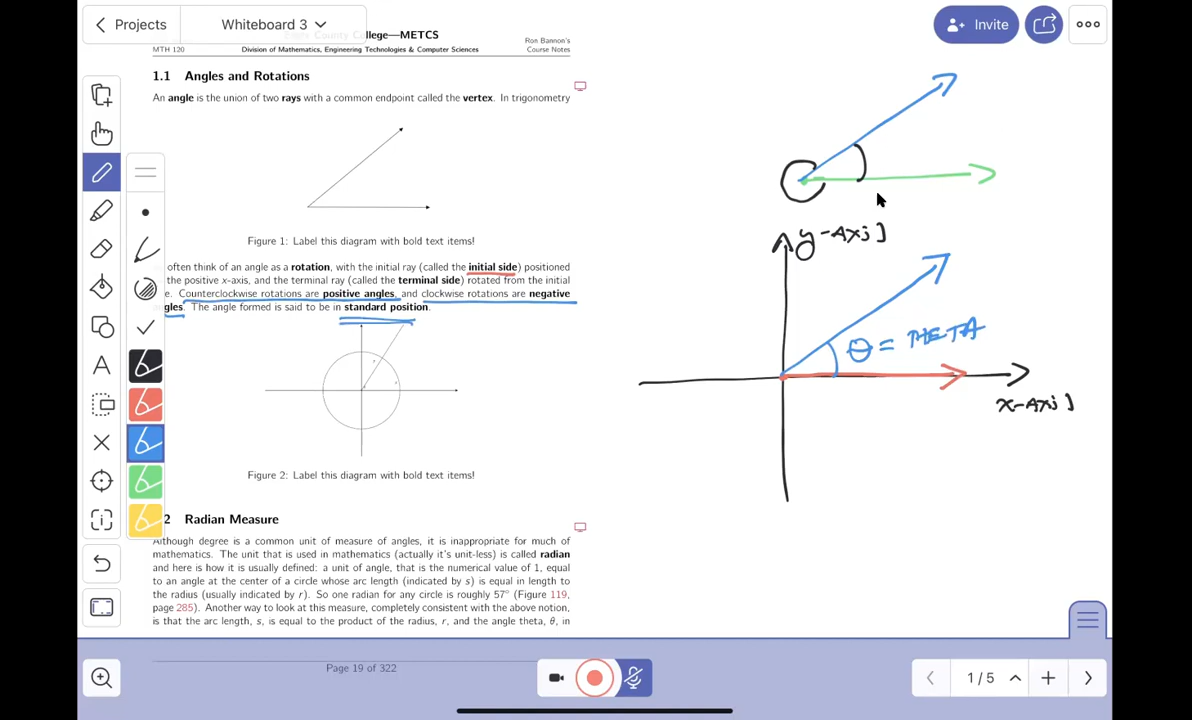 Projects
Whiteboard 3
Invite
County College—METCS
MTH 120
Division of Mathematics, Engineering Technologies & Computer Sciences
Ron Bannon's
Course Notes
1.1 Angles and Rotations
An angle is the union of two rays with a common endpoint called the vertex. In trigonometry
Figure 1: Label this diagram with bold text items!
often think of an angle as a rotation, with the initial ray (called the initial side) positioned
the positive x-axis, and the terminal ray (called the terminal side) rotated from the initial
e. Counterclockwise rotations are positive angles, and clockwise rotations are negative
gles. The angle formed is said to be in standard position.
Figure 2: Label this diagram with bold text items!
2 Radian Measure
Although degree is a common unit of measure of angles, it is inappropriate for much of
mathematics. The unit that is used in mathematics (actually it's unit-less) is called radian
and here is how it is usually defined: a unit of angle, that is the numerical value of 1, equal
to an angle at the center of a circle whose arc length (indicated by s) is equal in length to
the radius (usually indicated by r). So one radian for any circle is roughly 57° (Figure 119,
page 285). Another way to look at this measure, completely consistent with the above notion,
is that the arc length, s, is equal to the product of the radius, r, and the angle theta, θ, in
Page 19 of 322
y-AXIS
θ = THETA
X-AXIS
1/5